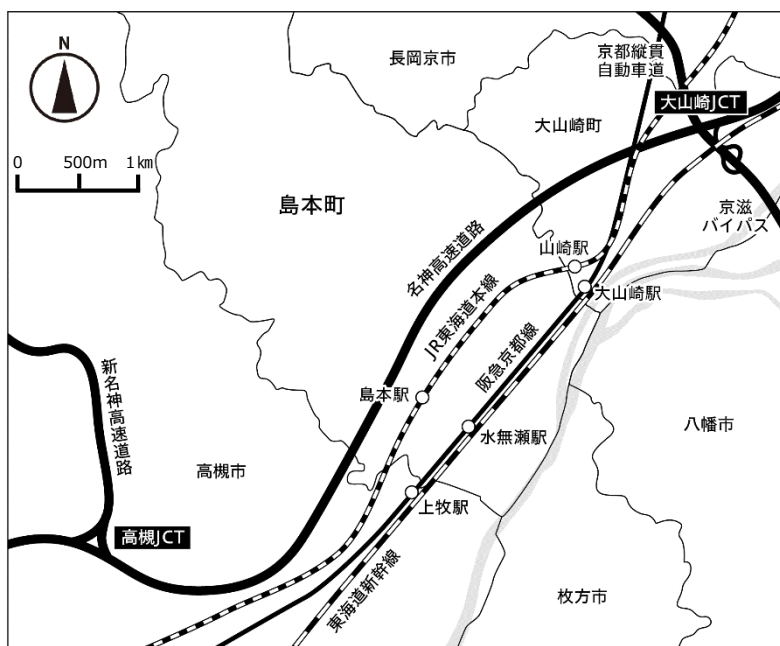 N
0 500m 1㎞
長岡京市
京都縦貫
自動車道
大山崎JCT
大山崎町
島本町
京滋
バイパス
名神高速道路
山崎駅
大山崎駅
JR東海道本線
阪急京都線
新名神高速道路
島本駅
水無瀬駅
八幡市
高槻市
上牧駅
高槻JCT
東海道新幹線
枚方市